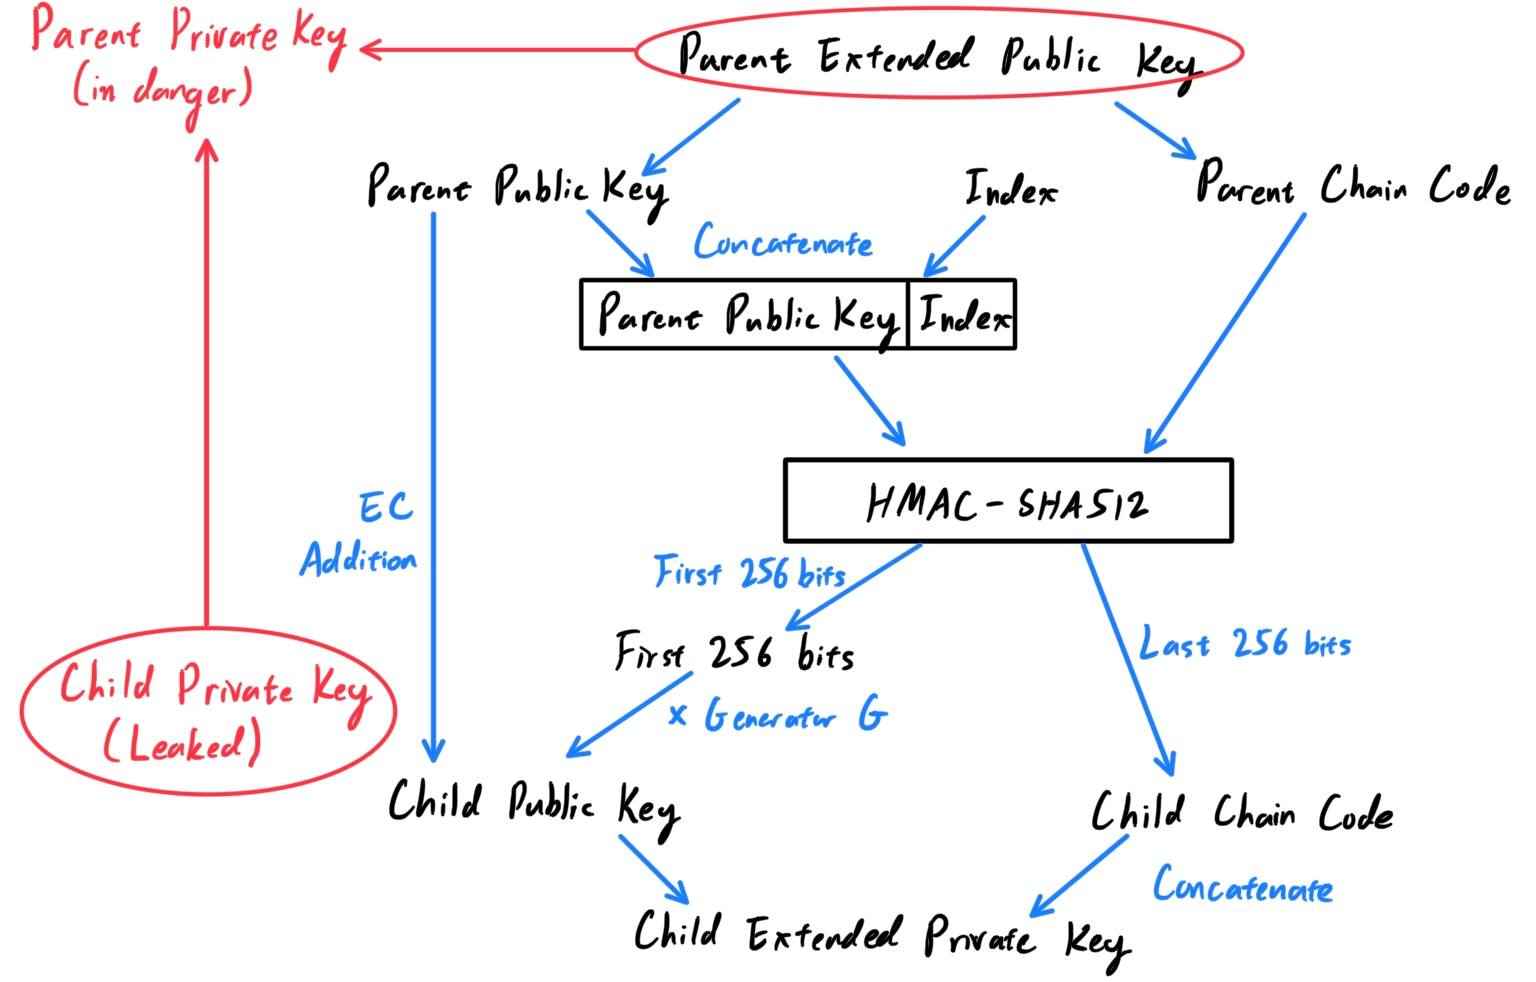 Parent Private Key
(in danger)
Parent Extended Public Key
Parent Public Key
Index
Parent Chain Code
Concatenate
Parent Public Key
Index
HMAC-SHA512
EC
Addition
First 256 bits
First 256 bits
× Generator G
Last 256 bits
Child Private Key
(Leaked)
Child Public Key
Child Chain Code
Concatenate
Child Extended Private Key